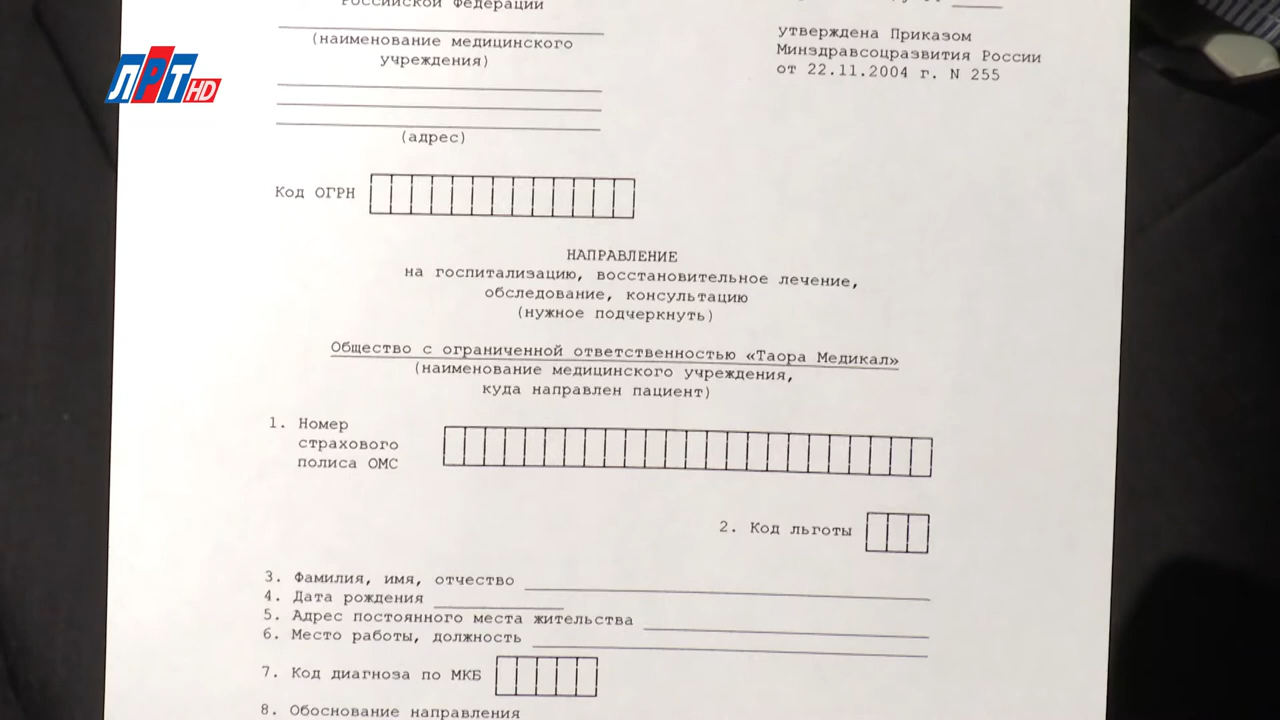 Российской Федерации
(наименование медицинского
учреждения)
(адрес)
утверждена Приказом
Минздравсоцразвития России
от 22.11.2004 г. N 255
ЛРТHD
Код ОГРН
НАПРАВЛЕНИЕ
на госпитализацию, восстановительное лечение,
обследование, консультацию
(нужное подчеркнуть)
Общество с ограниченной ответственностью «Таора Медикал»
(наименование медицинского учреждения,
куда направлен пациент)
1. Номер
страхового
полиса ОМС
2. Код льготы
3. Фамилия, имя, отчество
4. Дата рождения
5. Адрес постоянного места жительства
6. Место работы, должность
7. Код диагноза по МКБ
8. Обоснование направления